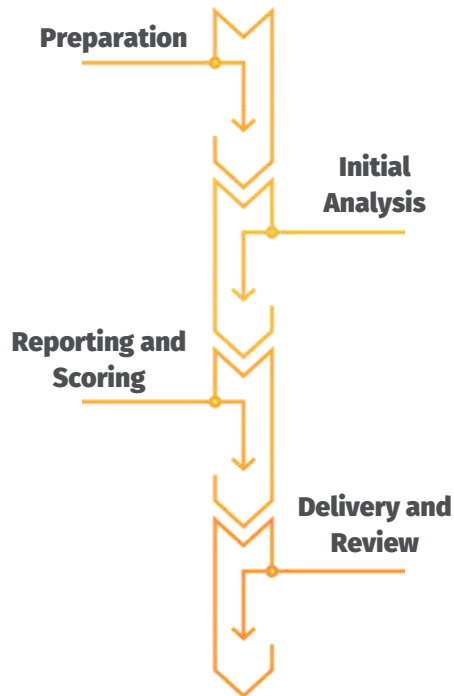 Preparation
Initial
Analysis
Reporting and
Scoring
Delivery and
Review